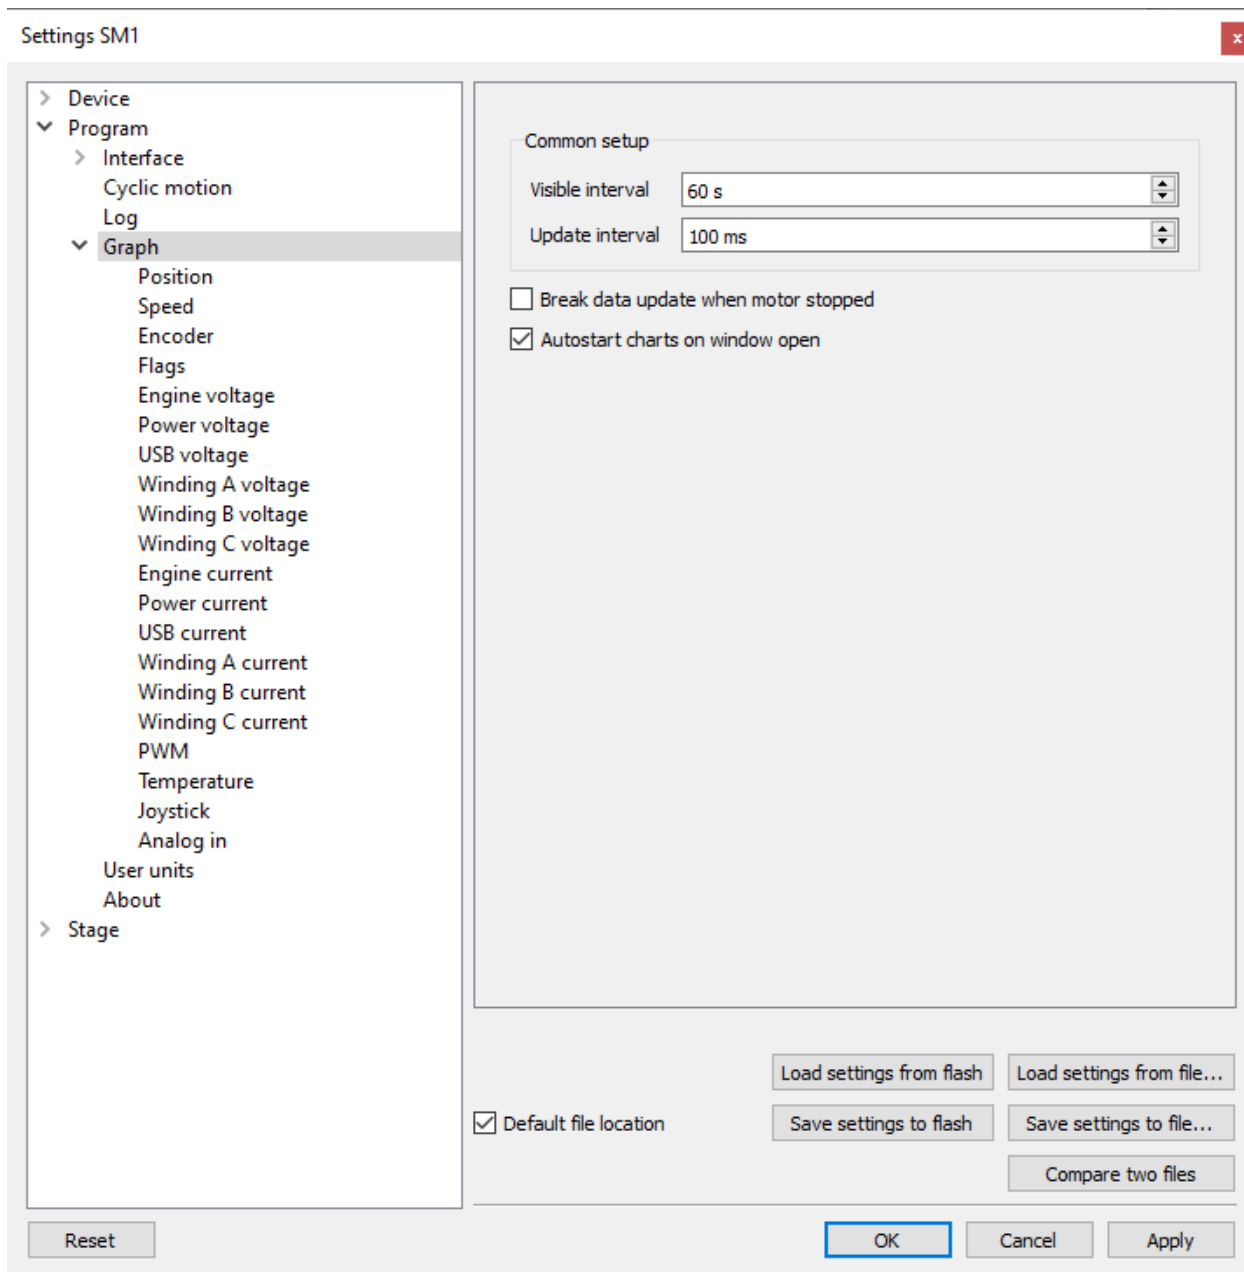 Settings SM1
x
Device
Program
Interface
Cyclic motion
Log
Graph
Position
Speed
Encoder
Flags
Engine voltage
Power voltage
USB voltage
Winding A voltage
Winding B voltage
Winding C voltage
Engine current
Power current
USB current
Winding A current
Winding B current
Winding C current
PWM
Temperature
Joystick
Analog in
User units
About
Stage
Common setup
Visible interval 60 s
Update interval 100 ms
Break data update when motor stopped
Autostart charts on window open
Load settings from flash Load settings from file...
Default file location Save settings to flash Save settings to file...
Compare two files
Reset OK Cancel Apply